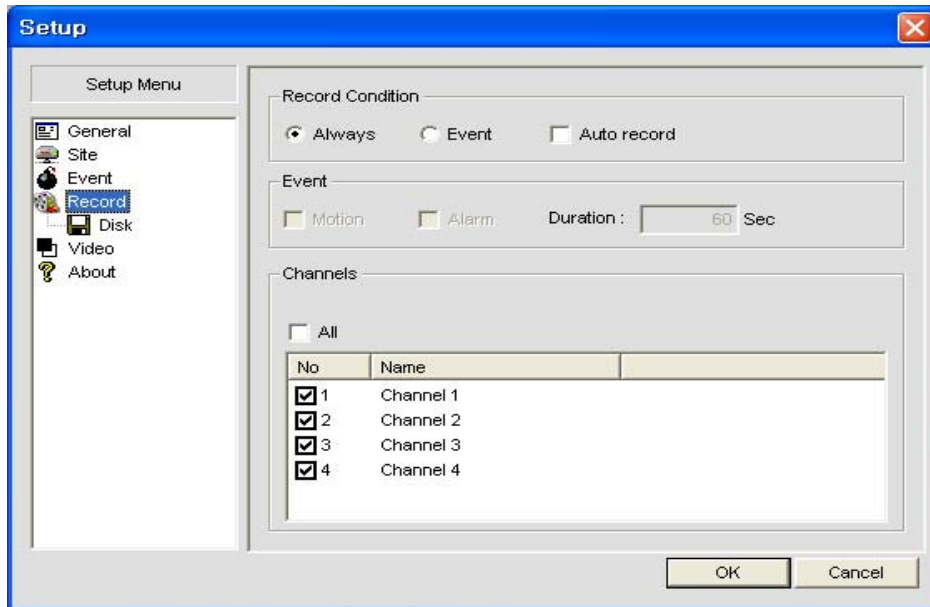 Setup
Setup Menu
General
Site
Event
Record
Disk
Video
About
Record Condition
Always Event Auto record
Event
Motion Alarm Duration : 60 Sec
Channels
All
No Name
1 Channel 1
2 Channel 2
3 Channel 3
4 Channel 4
OK Cancel